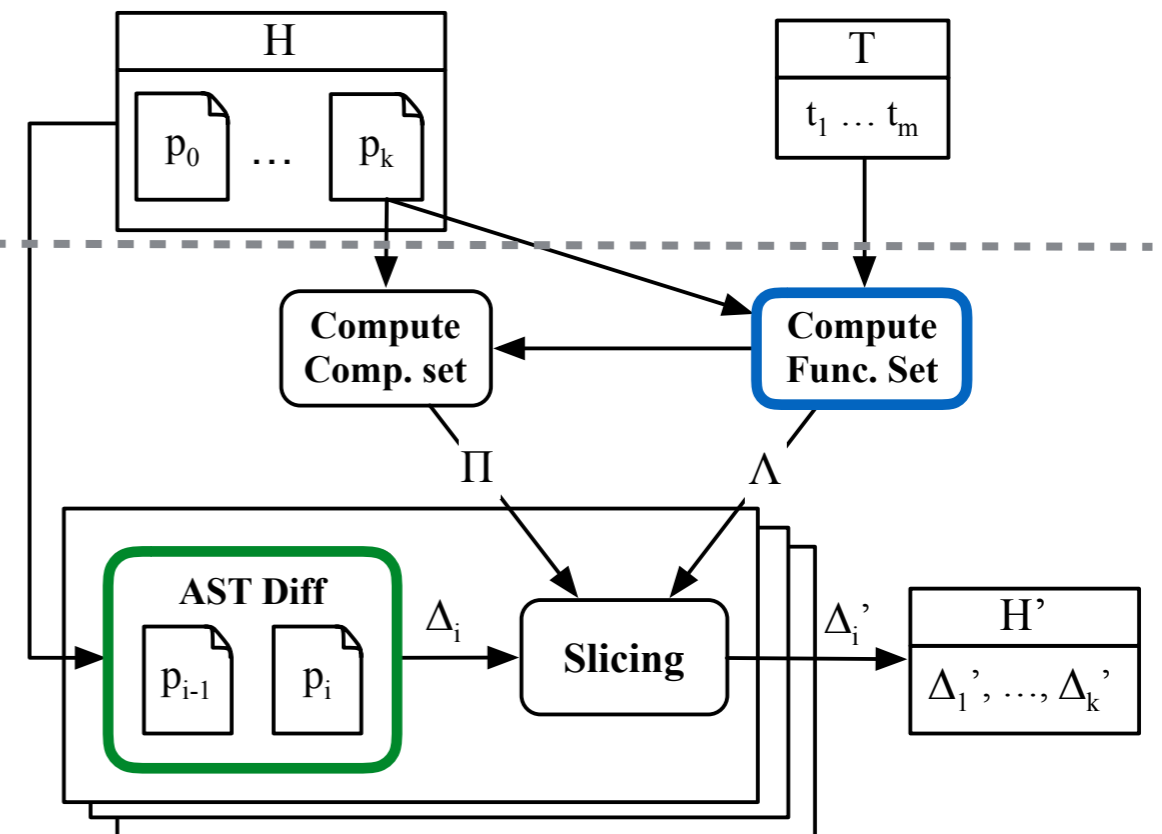 H
p₀ … pₖ
T
t₁ … tₘ
Compute
Comp. set
Compute
Func. Set
Π
Λ
AST Diff
pᵢ₋₁
pᵢ
Δᵢ
Slicing
Δᵢ’
H’
Δ₁’, …, Δₖ’